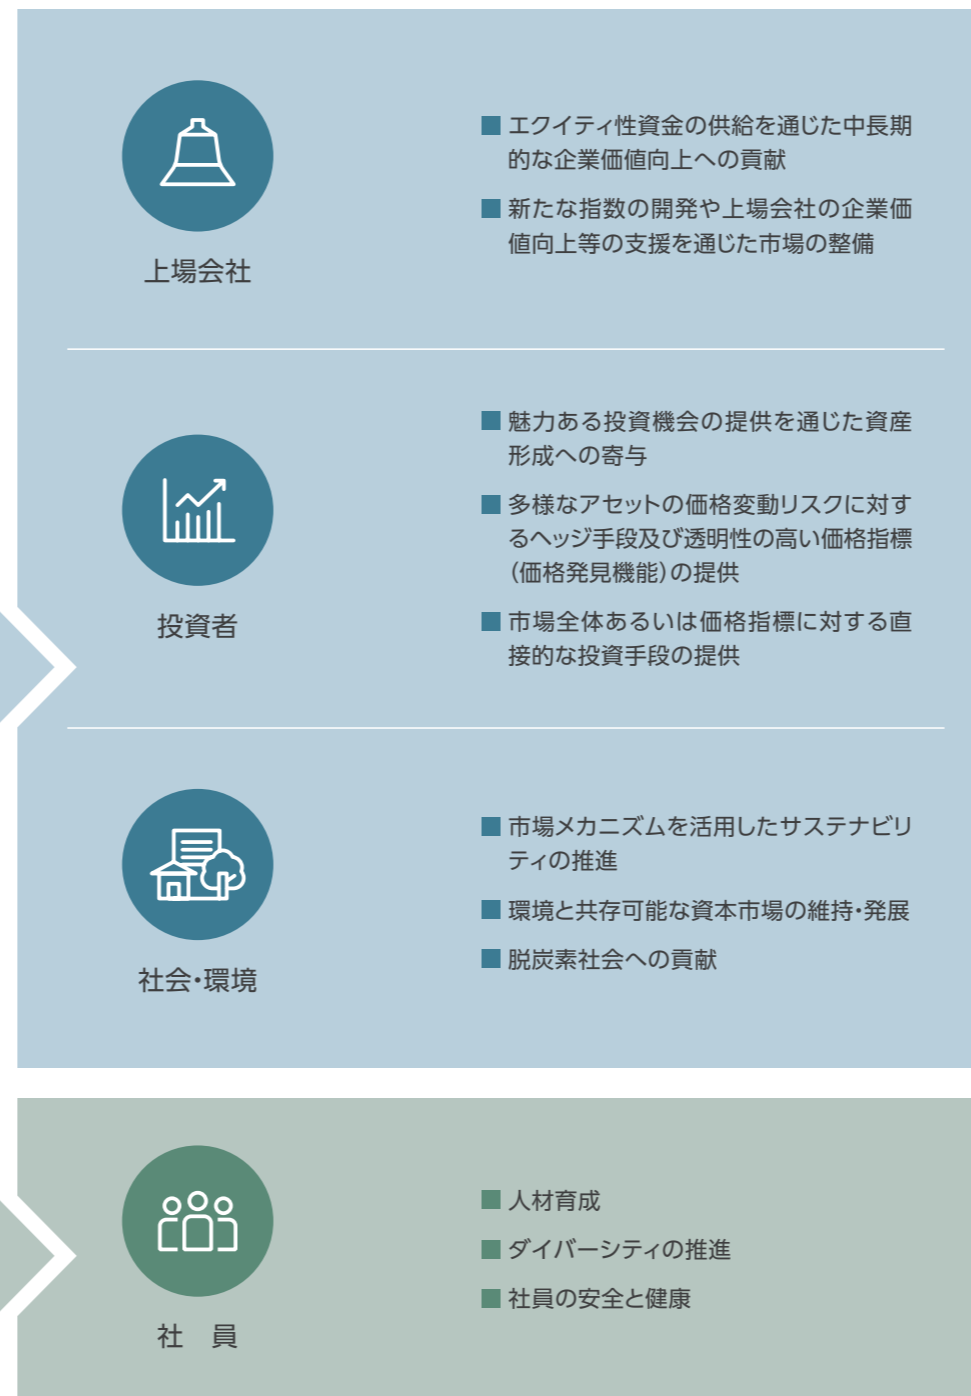 上場会社
■ エクイティ性資金の供給を通じた中長期
的な企業価値向上への貢献
■ 新たな指数の開発や上場会社の企業価
値向上等の支援を通じた市場の整備
投資者
■ 魅力ある投資機会の提供を通じた資産
形成への寄与
■ 多様なアセットの価格変動リスクに対す
るヘッジ手段及び透明性の高い価格指標
（価格発見機能）の提供
■ 市場全体あるいは価格指標に対する直
接的な投資手段の提供
社会・環境
■ 市場メカニズムを活用したサステナビリ
ティの推進
■ 環境と共存可能な資本市場の維持・発展
■ 脱炭素社会への貢献
社　員
■ 人材育成
■ ダイバーシティの推進
■ 社員の安全と健康